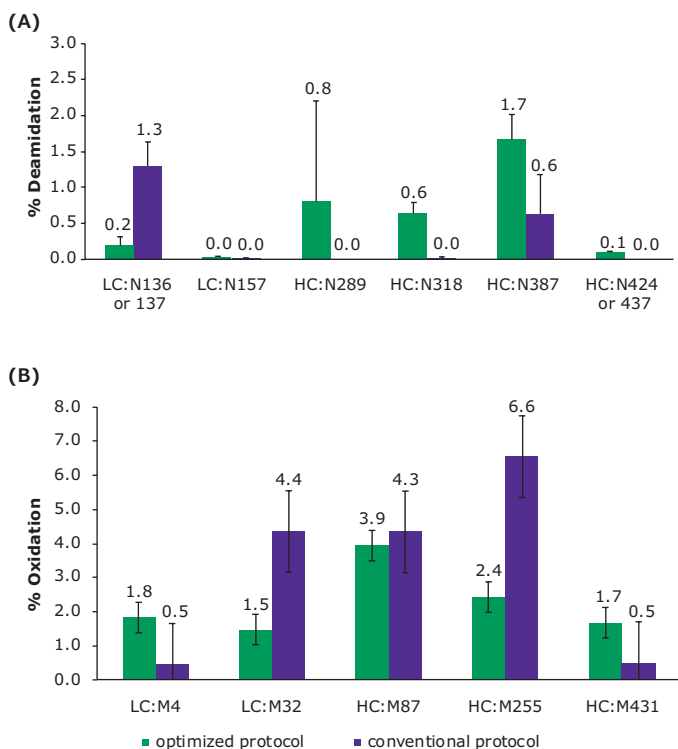 (A)
% Deamidation
3.0
2.5
2.0
1.5
1.0
0.5
0.0
0.2
1.3
0.0
0.0
0.8
0.0
0.6
0.0
1.7
0.6
0.1
0.0
LC:N136 or 137
LC:N157
HC:N289
HC:N318
HC:N387
HC:N424 or 437
(B)
% Oxidation
8.0
7.0
6.0
5.0
4.0
3.0
2.0
1.0
0.0
1.8
0.5
1.5
4.4
3.9
4.3
2.4
6.6
1.7
0.5
LC:M4
LC:M32
HC:M87
HC:M255
HC:M431
optimized protocol
conventional protocol